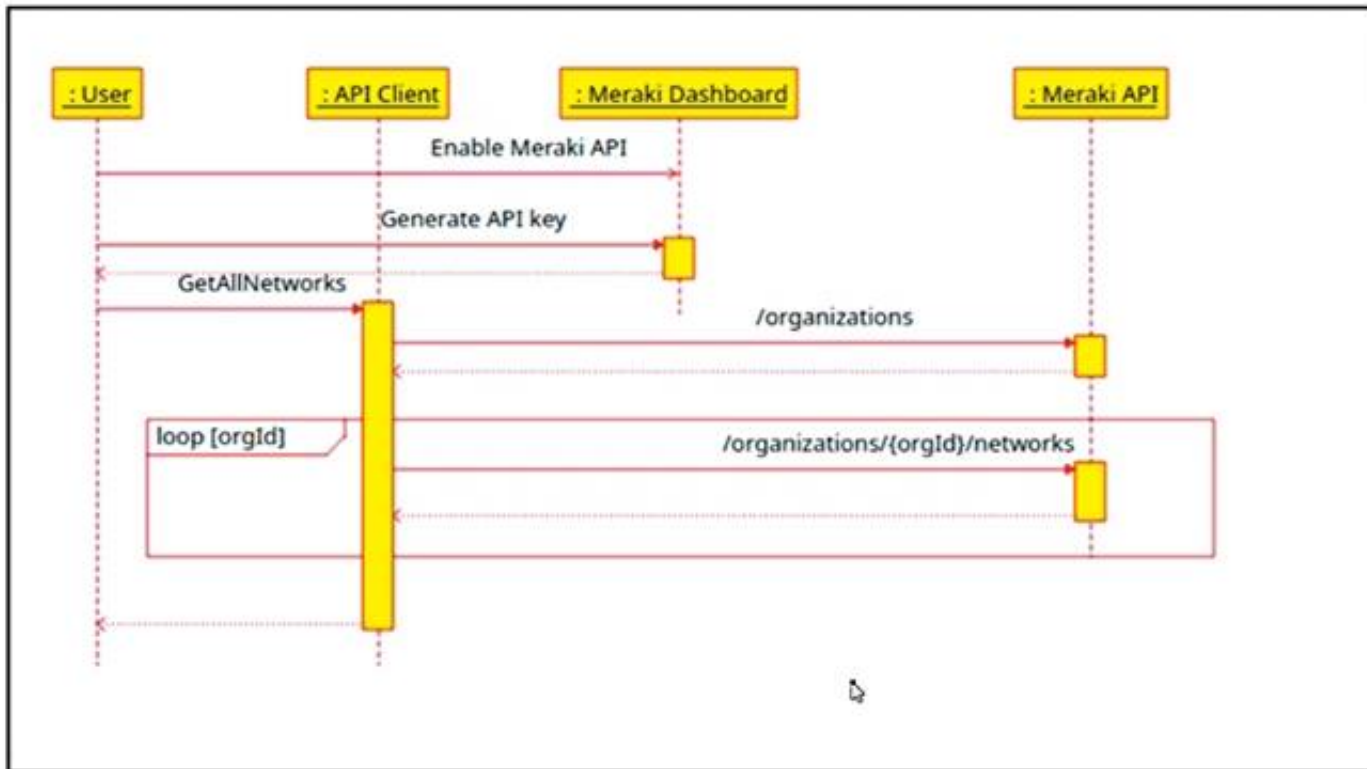 : User
: API Client
: Meraki Dashboard
: Meraki API
Enable Meraki API
Generate API key
GetAllNetworks
/organizations
loop [orgId]
/organizations/{orgId}/networks